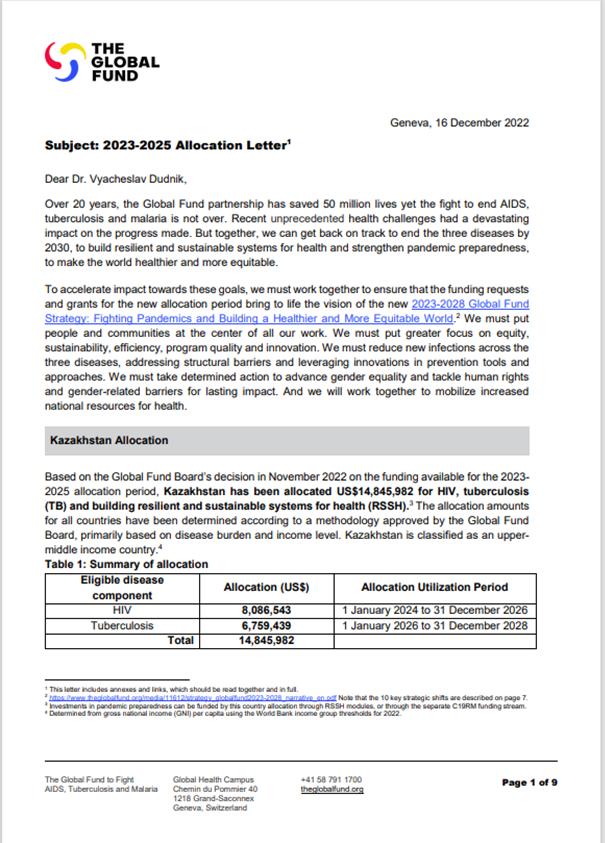 THE
GLOBAL
FUND
Geneva, 16 December 2022
Subject: 2023-2025 Allocation Letter¹
Dear Dr. Vyacheslav Dudnik,
Over 20 years, the Global Fund partnership has saved 50 million lives yet the fight to end AIDS,
tuberculosis and malaria is not over. Recent unprecedented health challenges had a devastating
impact on the progress made. But together, we can get back on track to end the three diseases by
2030, to build resilient and sustainable systems for health and strengthen pandemic preparedness,
to make the world healthier and more equitable.
To accelerate impact towards these goals, we must work together to ensure that the funding requests
and grants for the new allocation period bring to life the vision of the new 2023-2028 Global Fund
Strategy: Fighting Pandemics and Building a Healthier and More Equitable World.² We must put
people and communities at the center of all our work. We must put greater focus on equity,
sustainability, efficiency, program quality and innovation. We must reduce new infections across the
three diseases, addressing structural barriers and leveraging innovations in prevention tools and
approaches. We must take determined action to advance gender equality and tackle human rights
and gender-related barriers for lasting impact. And we will work together to mobilize increased
national resources for health.
Kazakhstan Allocation
Based on the Global Fund Board's decision in November 2022 on the funding available for the 2023-
2025 allocation period, Kazakhstan has been allocated US$14,845,982 for HIV, tuberculosis
(TB) and building resilient and sustainable systems for health (RSSH).³ The allocation amounts
for all countries have been determined according to a methodology approved by the Global Fund
Board, primarily based on disease burden and income level. Kazakhstan is classified as an upper-
middle income country.⁴
Table 1: Summary of allocation
Eligible disease
component
Allocation (US$)
Allocation Utilization Period
HIV 8,086,543 1 January 2024 to 31 December 2026
Tuberculosis 6,759,439 1 January 2026 to 31 December 2028
Total 14,845,982
¹ This letter includes annexes and links, which should be read together and in full.
² https://www.theglobalfund.org/media/11612/strategy_globalfund2023-2028_narrative_en.pdf Note that the 10 key strategic shifts are described on page 7.
³ Investments in pandemic preparedness can be funded by this country allocation through RSSH modules, or through the separate C19RM funding stream.
⁴ Determined from gross national income (GNI) per capita using the World Bank income group thresholds for 2022.
The Global Fund to Fight
AIDS, Tuberculosis and Malaria
Global Health Campus
Chemin du Pommier 40
1218 Grand-Saconnex
Geneva, Switzerland
+41 58 791 1700
theglobalfund.org
Page 1 of 9